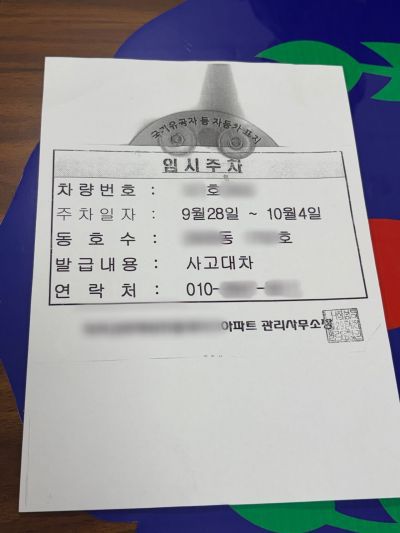 국가유공자 등 자동차 표지
임시주차
차량번호 : 호
주차일자 : 9월28일 ~ 10월4일
동호수 : 동 호
발급내용 : 사고대차
연락처 : 010- -
아파트 관리사무소장